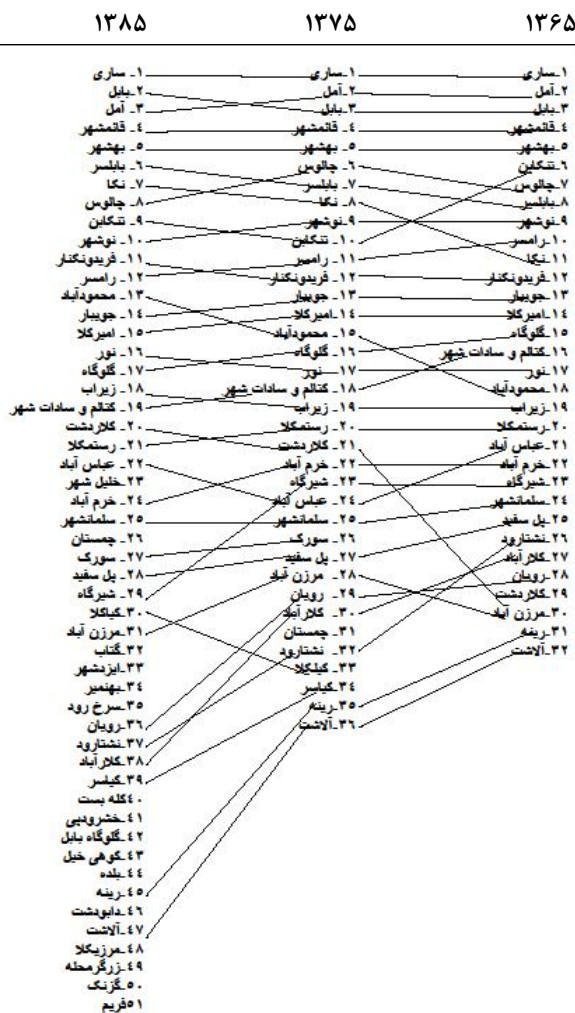 ۱۳۶۵
۱۳۷۵
۱۳۸۵
۱.ساری
۲.آمل
۳.بابل
۴.قائمشهر
۵.بهشهر
۶.تنکابن
۷.چالوس
۸.بابلسر
۹.نوشهر
۱۰.رامسر
۱۱.نکا
۱۲.فریدونکنار
۱۳.جویبار
۱۴.امیرکلا
۱۵.گلوگاه
۱۶.کتالم و سادات شهر
۱۷.نور
۱۸.محمودآباد
۱۹.زیراب
۲۰.رستمکلا
۲۱.عباس آباد
۲۲.خرم آباد
۲۳.شیرگاه
۲۴.سلمانشهر
۲۵.پل سفید
۲۶.نشتارود
۲۷.کلارآباد
۲۸.رویان
۲۹.کلاردشت
۳۰.مرزن آباد
۳۱.رینه
۳۲.آلاشت
۱.ساری
۲.آمل
۳.بابل
۴. قائمشهر
۵. بهشهر
۶. چالوس
۷. بابلسر
۸. نکا
۹.نوشهر
۱۰. تنکابن
۱۱. رامسر
۱۲. فریدونکنار
۱۳. جویبار
۱۴.امیرکلا
۱۵. محمودآباد
۱۶. گلوگاه
۱۷. نور
۱۸. کتالم و سادات شهر
۱۹. زیراب
۲۰. رستمکلا
۲۱. کلاردشت
۲۲. خرم آباد
۲۳. شیرگاه
۲۴. عباس آباد
۲۵. سلمانشهر
۲۶. سورک
۲۷. پل سفید
۲۸. مرزن آباد
۲۹. رویان
۳۰. کلارآباد
۳۱. چمستان
۳۲. نشتارود
۳۳.کیاکلا
۳۴.کیاسر
۳۵.رینه
۳۶.آلاشت
۱. ساری
۲.بابل
۳. آمل
۴. قائمشهر
۵. بهشهر
۶. بابلسر
۷. نکا
۸. چالوس
۹. تنکابن
۱۰. نوشهر
۱۱. فریدونکنار
۱۲. رامسر
۱۳. محمودآباد
۱۴. جویبار
۱۵. امیرکلا
۱۶. نور
۱۷. گلوگاه
۱۸. زیراب
۱۹. کتالم و سادات شهر
۲۰. کلاردشت
۲۱. رستمکلا
۲۲. عباس آباد
۲۳.خلیل شهر
۲۴. خرم آباد
۲۵. سلمانشهر
۲۶. چمستان
۲۷. سورک
۲۸. پل سفید
۲۹. شیرگاه
۳۰.کیاکلا
۳۱.مرزن آباد
۳۲.گتاب
۳۳.ایزدشهر
۳۴.بهنمیر
۳۵.سرخ رود
۳۶.رویان
۳۷.نشتارود
۳۸.کلارآباد
۳۹.کیاسر
۴۰.کله بست
۴۱.خشرودپی
۴۲.گلوگاه بابل
۴۳.کوهی خیل
۴۴.بلده
۴۵.رینه
۴۶.دابودشت
۴۷.آلاشت
۴۸.مرزیکلا
۴۹.زرگرمحله
۵۰.گزنک
۵۱.فریم